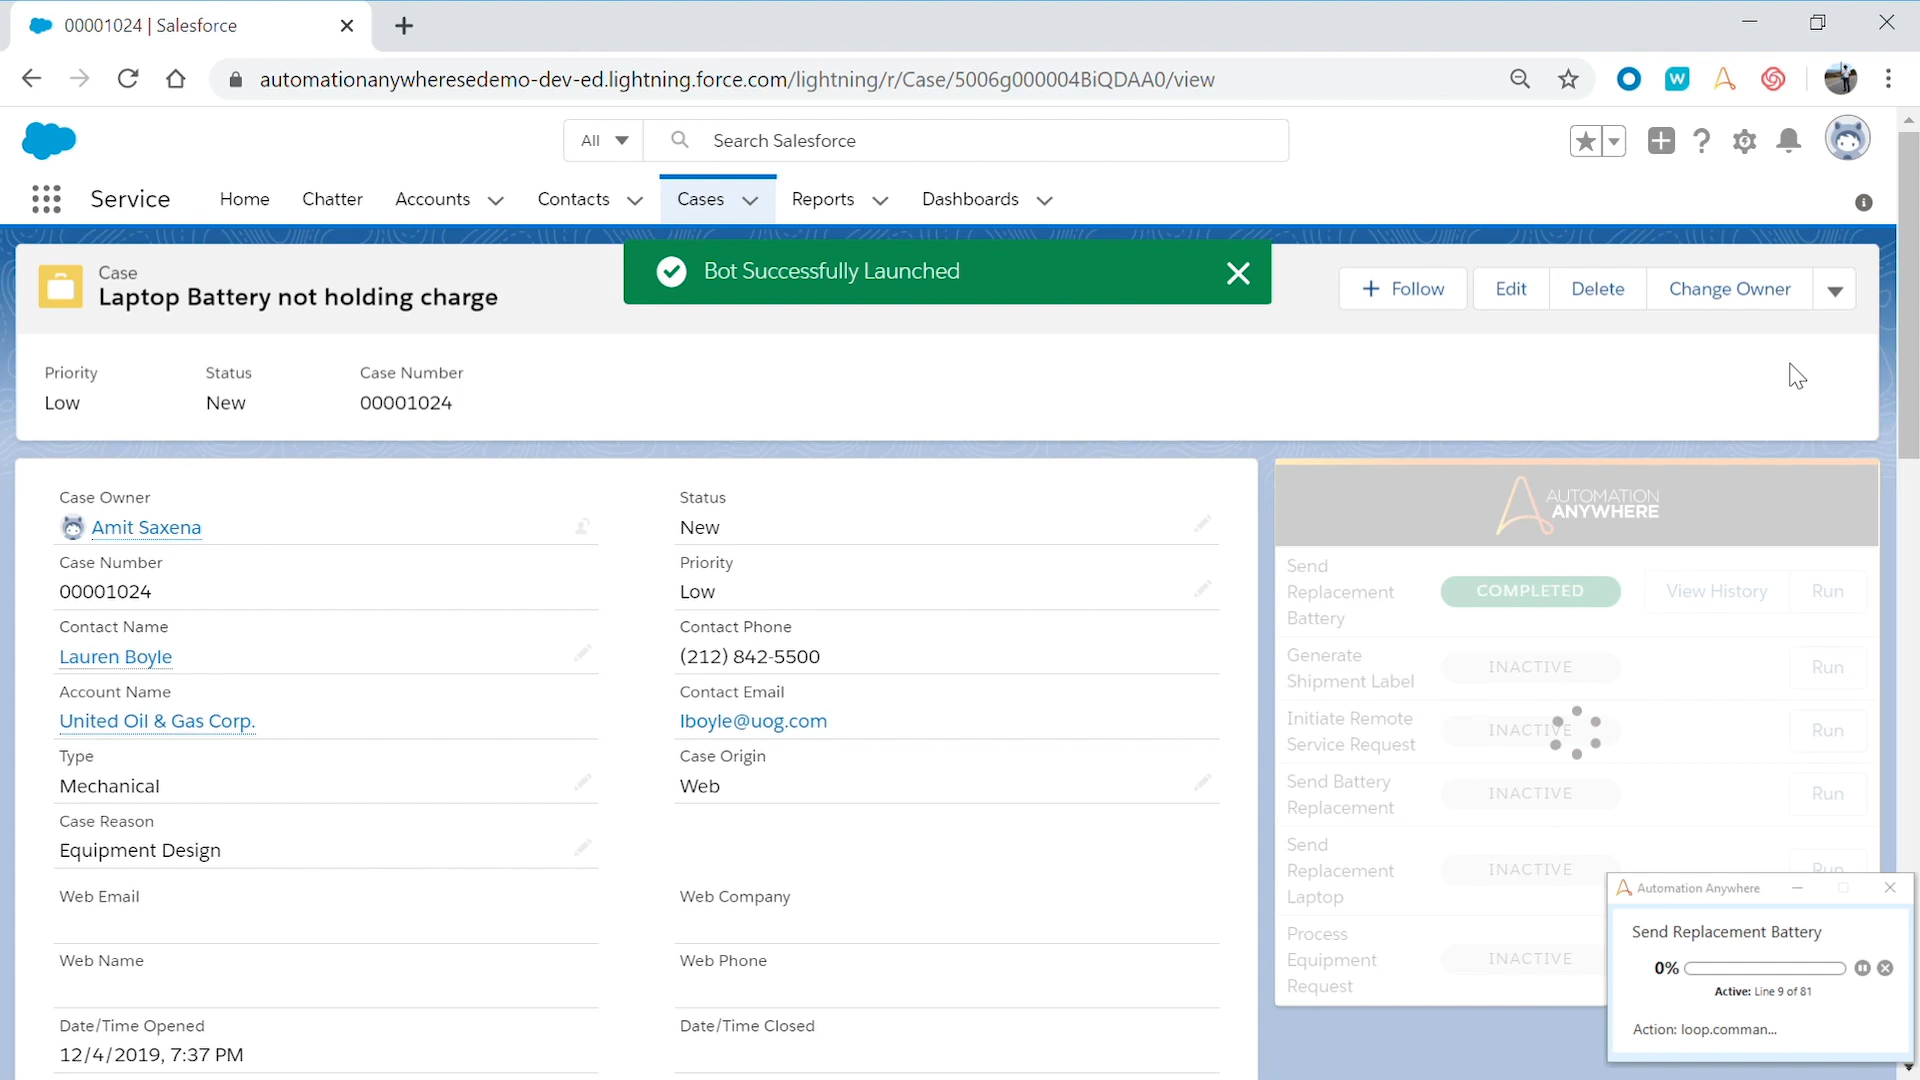 00001024 | Salesforce
automationanywheresedemo-dev-ed.lightning.force.com/lightning/r/Case/5006g000004BiQDAA0/view
W
All
Search Salesforce
Service
Home
Chatter
Accounts
Contacts
Cases
Reports
Dashboards
Case
Laptop Battery not holding charge
Bot Successfully Launched
+ Follow
Edit
Delete
Change Owner
Priority
Status
Case Number
Low
New
00001024
Case Owner
Amit Saxena
Status
New
Case Number
00001024
Priority
Low
Contact Name
Lauren Boyle
Contact Phone
(212) 842-5500
Account Name
United Oil & Gas Corp.
Contact Email
lboyle@uog.com
Type
Mechanical
Case Origin
Web
Case Reason
Equipment Design
Web Email
Web Company
Web Name
Web Phone
Date/Time Opened
12/4/2019, 7:37 PM
Date/Time Closed
AUTOMATION
ANYWHERE
Send
Replacement
Battery
COMPLETED
View History
Run
Generate
Shipment Label
INACTIVE
Run
Initiate Remote
Service Request
INACTIVE
Run
Send Battery
Replacement
INACTIVE
Run
Send
Replacement
Laptop
INACTIVE
Run
Process
Equipment
Request
INACTIVE
Automation Anywhere
Send Replacement Battery
0%
Active: Line 9 of 81
Action: loop.comman...